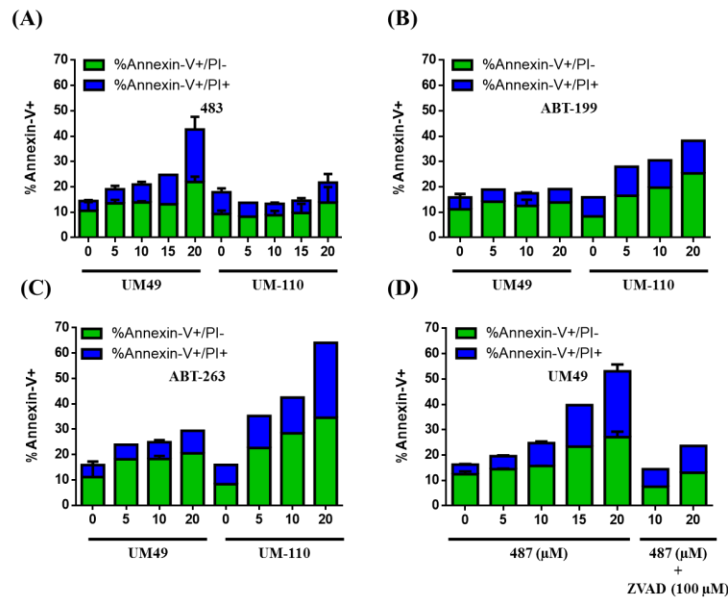 (A)
% Annexin-V+
70
60
50
40
30
20
10
0
%Annexin-V+/PI-
%Annexin-V+/PI+
483
0 5 10 15 20 0 5 10 15 20
UM49 UM-110
(B)
% Annexin-V+
70
60
50
40
30
20
10
0
%Annexin-V+/PI-
%Annexin-V+/PI+
ABT-199
0 5 10 20 0 5 10 20
UM49 UM-110
(C)
% Annexin-V+
70
60
50
40
30
20
10
0
%Annexin-V+/PI-
%Annexin-V+/PI+
ABT-263
0 5 10 20 0 5 10 20
UM49 UM-110
(D)
% Annexin-V+
70
60
50
40
30
20
10
0
%Annexin-V+/PI-
%Annexin-V+/PI+
UM49
0 5 10 15 20 10 20
487 (µM) 487 (µM)
+
ZVAD (100 µM)